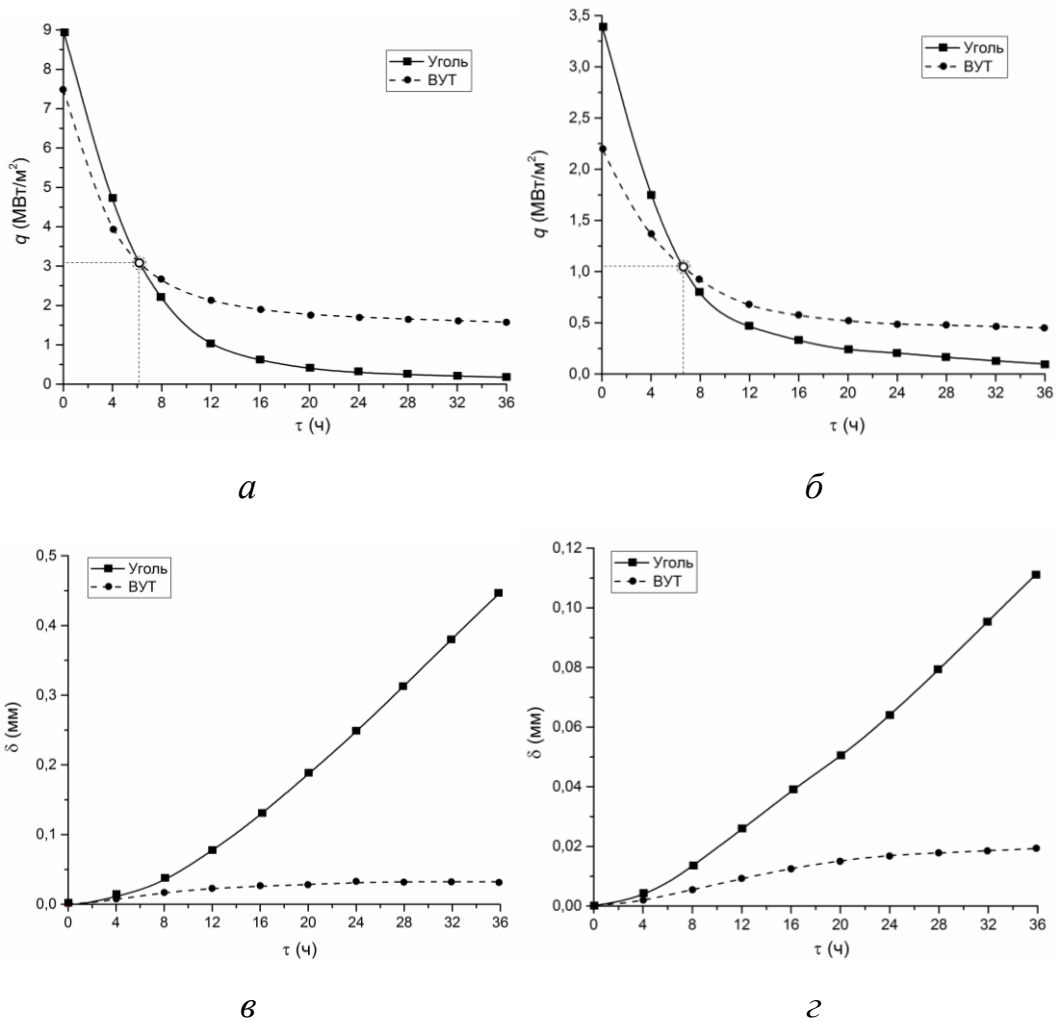 9
8
7
6
5
4
3
2
1
0
q (МВт/м²)
Уголь
ВУТ
0 4 8 12 16 20 24 28 32 36
τ (ч)
а
3,5
3,0
2,5
2,0
1,5
1,0
0,5
0,0
q (МВт/м²)
Уголь
ВУТ
0 4 8 12 16 20 24 28 32 36
τ (ч)
б
0,5
0,4
0,3
0,2
0,1
0,0
δ (мм)
Уголь
ВУТ
0 4 8 12 16 20 24 28 32 36
τ (ч)
в
0,12
0,10
0,08
0,06
0,04
0,02
0,00
δ (мм)
Уголь
ВУТ
0 4 8 12 16 20 24 28 32 36
τ (ч)
г